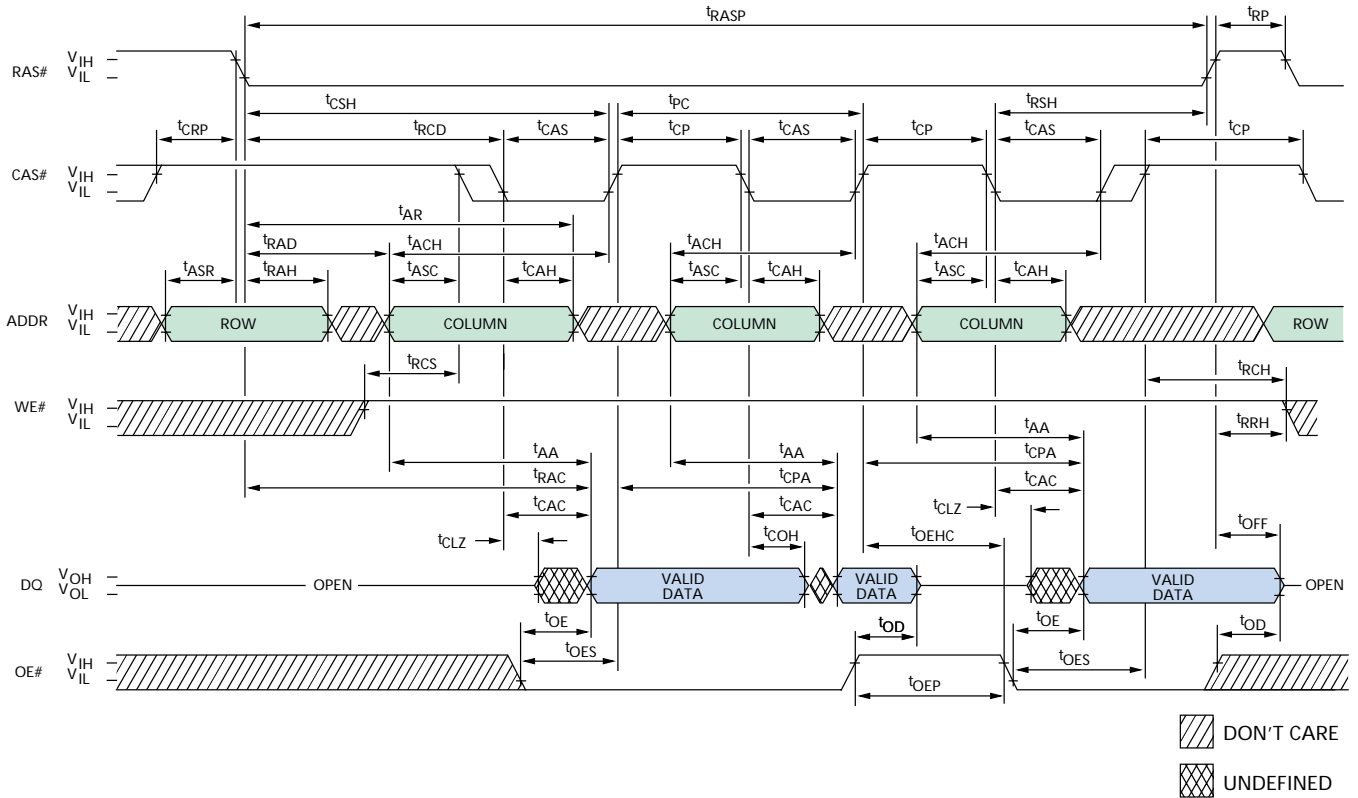 tRASP tRP
RAS# VIH VIL
tCSH tPC tRSH
tCRP tRCD tCAS tCP tCAS tCP tCAS tCP
CAS# VIH VIL
tAR
tRAD tACH tACH tACH
tASR tRAH tASC tCAH tASC tCAH tASC tCAH
ADDR VIH VIL ROW COLUMN COLUMN COLUMN ROW
tRCS tRCH
WE# VIH VIL
tRRH
tAA tAA tAA
tRAC tCPA tCPA
tCAC tCAC tCAC
tCLZ tCOH tOEHC tCLZ tOFF
DQ VOH VOL OPEN VALID DATA VALID DATA VALID DATA OPEN
tOE tOD tOE tOD
tOES tOES
OE# VIH VIL
tOEP
DON'T CARE
UNDEFINED